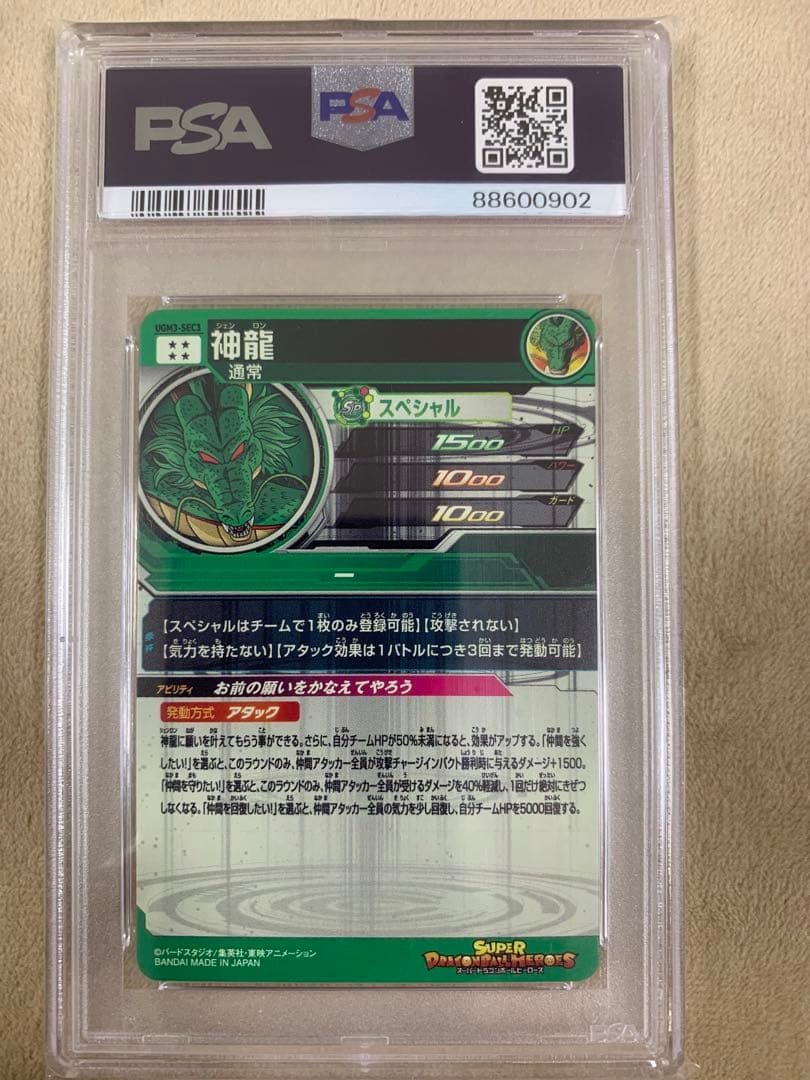 PSA
PSA
88600902
UGM3-SEC3
シェン ロン
神龍
通常
SP スペシャル
HP
1500
パワー
1000
ガード
1000
ー
条件
【スペシャルはチームで1枚のみ登録可能】【攻撃されない】
【気力を持たない】【アタック効果は1バトルにつき3回まで発動可能】
アビリティ お前の願いをかなえてやろう
発動方式 アタック
神龍に願いを叶えてもらう事ができる。さらに、自分チームHPが50%未満になると、効果がアップする。「仲間を強く
したい!」を選ぶと、このラウンドのみ、仲間アタッカー全員が攻撃チャージインパクト勝利時に与えるダメージ+1500。
「仲間を守りたい!」を選ぶと、このラウンドのみ、仲間アタッカー全員が受けるダメージを40%軽減し、1回だけ絶対にきぜつ
しなくなる。「仲間を回復したい!」を選ぶと、仲間アタッカー全員の気力を少し回復し、自分チームHPを5000回復する。
©バードスタジオ/集英社・東映アニメーション
BANDAI MADE IN JAPAN
SUPER
DRAGONBALL HEROES
スーパードラゴンボールヒーローズ
PSA